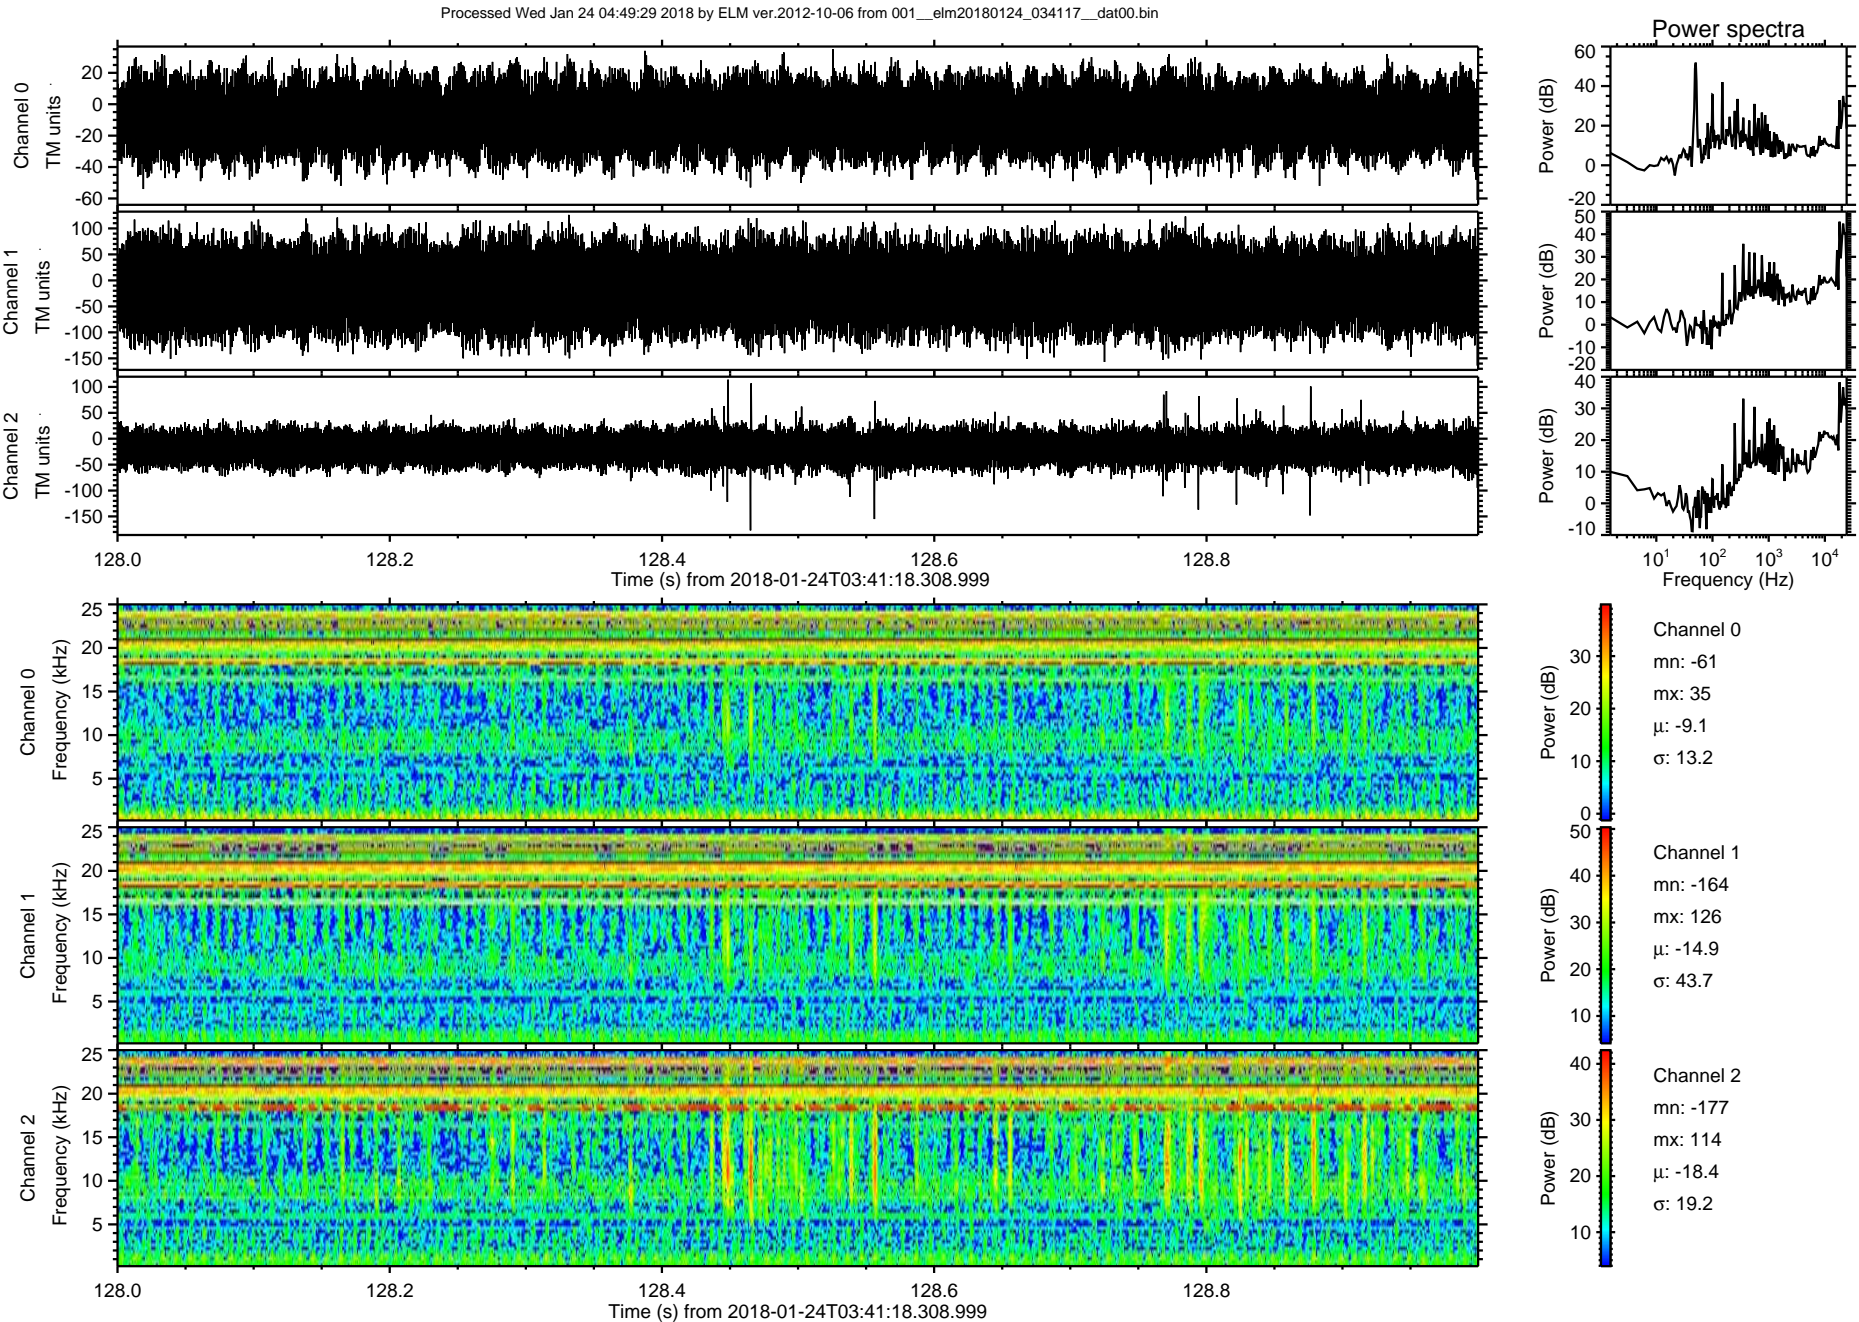 Processed Wed Jan 24 04:49:29 2018 by ELM ver.2012-10-06 from 001__elm20180124_034117__dat00.bin
Power spectra
Channel 0
TM units
20
0
-20
-40
-60
Power (dB)
60
40
20
0
-20
Channel 1
TM units
100
50
0
-50
-100
-150
Power (dB)
50
40
30
20
10
0
-10
-20
Channel 2
TM units
100
50
0
-50
-100
-150
Power (dB)
40
30
20
10
0
-10
128.0 128.2 128.4 128.6 128.8
Time (s) from 2018-01-24T03:41:18.308.999
10^1 10^2 10^3 10^4
Frequency (Hz)
Channel 0
Frequency (kHz)
25
20
15
10
5
Power (dB)
30
20
10
0
Channel 0
mn: -61
mx: 35
μ: -9.1
σ: 13.2
Channel 1
Frequency (kHz)
25
20
15
10
5
Power (dB)
50
40
30
20
10
Channel 1
mn: -164
mx: 126
μ: -14.9
σ: 43.7
Channel 2
Frequency (kHz)
25
20
15
10
5
Power (dB)
40
30
20
10
Channel 2
mn: -177
mx: 114
μ: -18.4
σ: 19.2
128.0 128.2 128.4 128.6 128.8
Time (s) from 2018-01-24T03:41:18.308.999